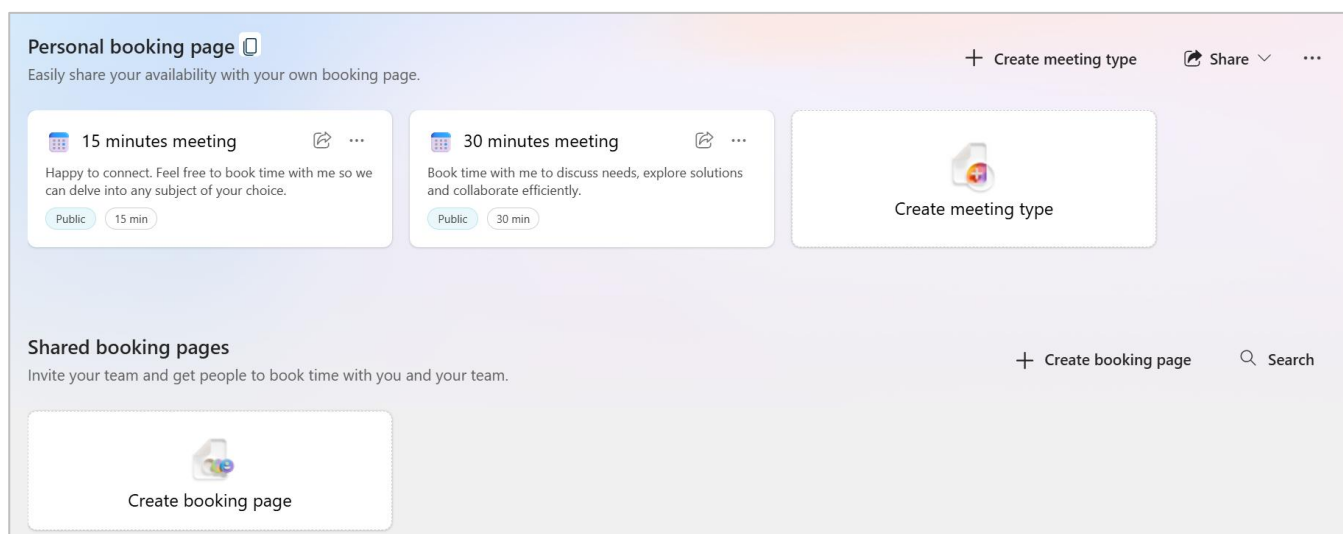 Personal booking page
Easily share your availability with your own booking page.
Create meeting type
Share
15 minutes meeting
Happy to connect. Feel free to book time with me so we
can delve into any subject of your choice.
Public
15 min
30 minutes meeting
Book time with me to discuss needs, explore solutions
and collaborate efficiently.
Public
30 min
Create meeting type
Shared booking pages
Invite your team and get people to book time with you and your team.
Create booking page
Search
Create booking page